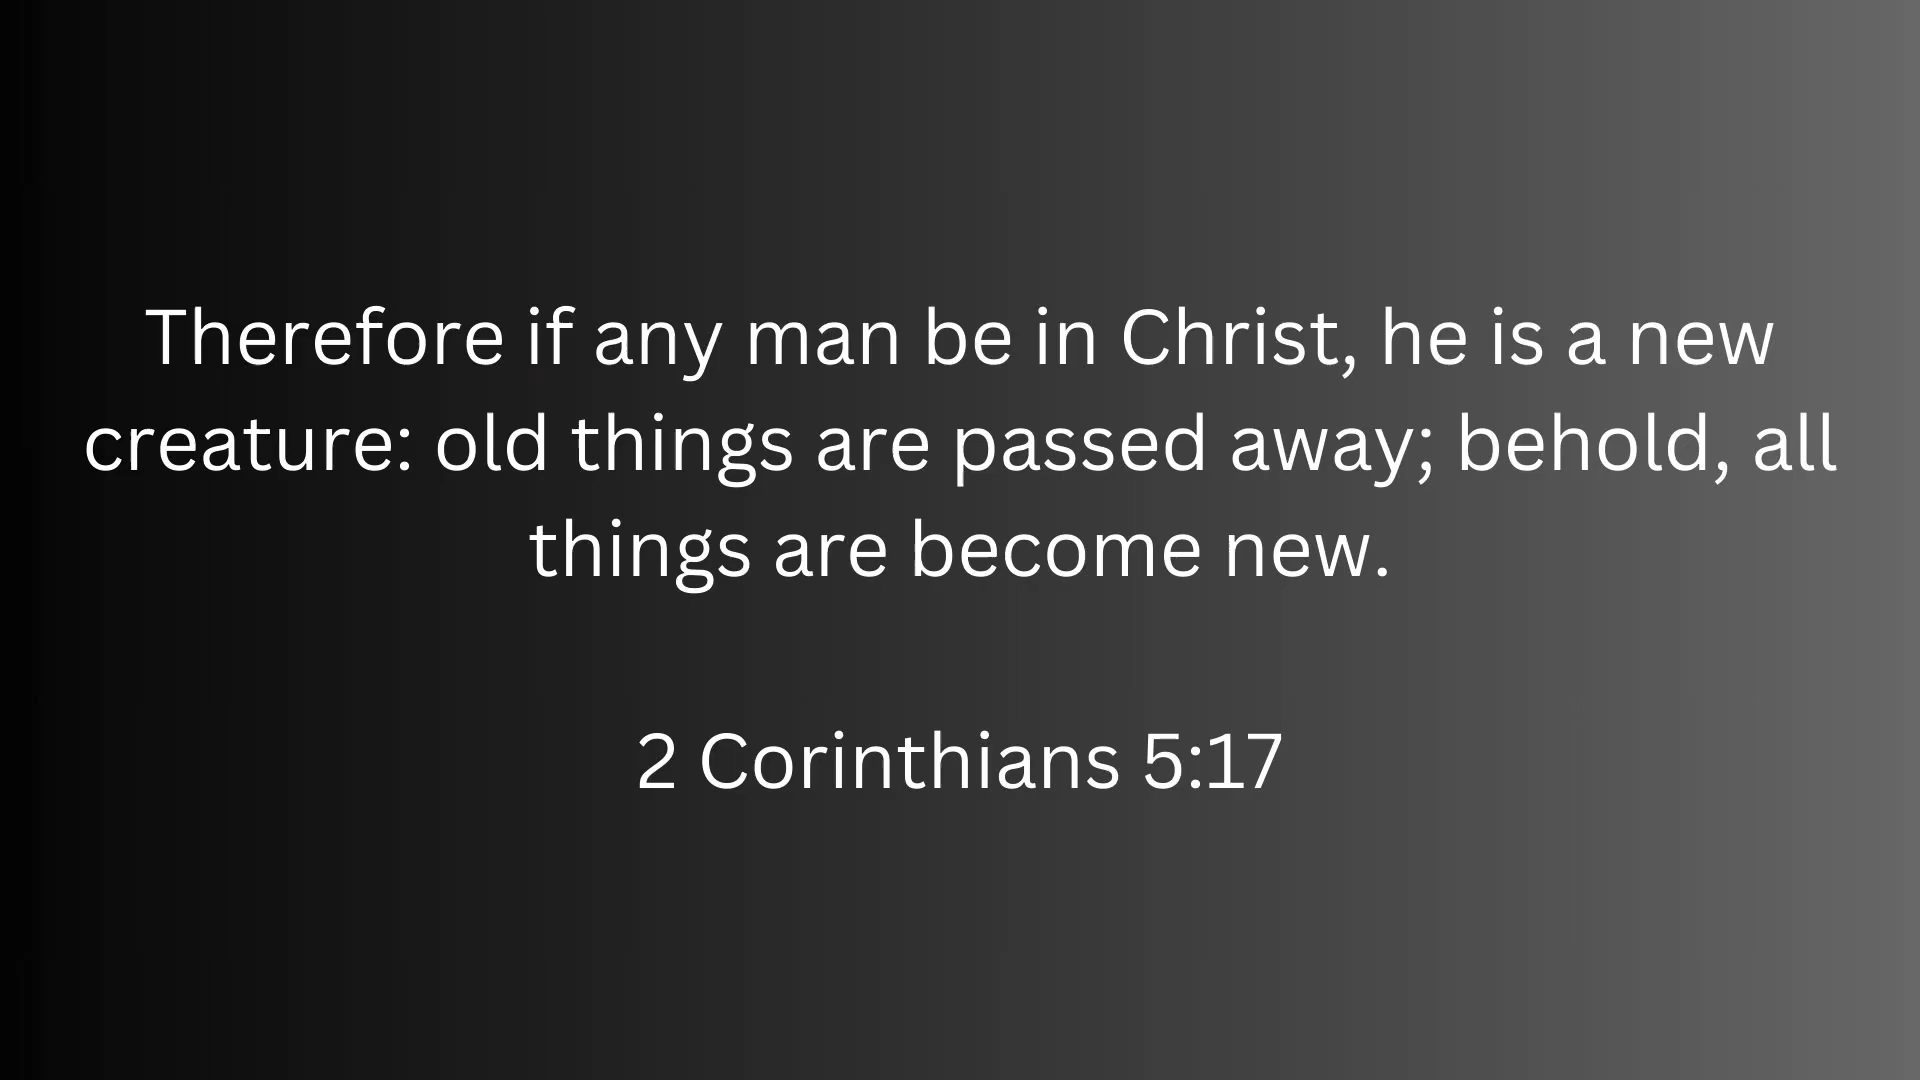 Therefore if any man be in Christ, he is a new
creature: old things are passed away; behold, all
things are become new.
2 Corinthians 5:17